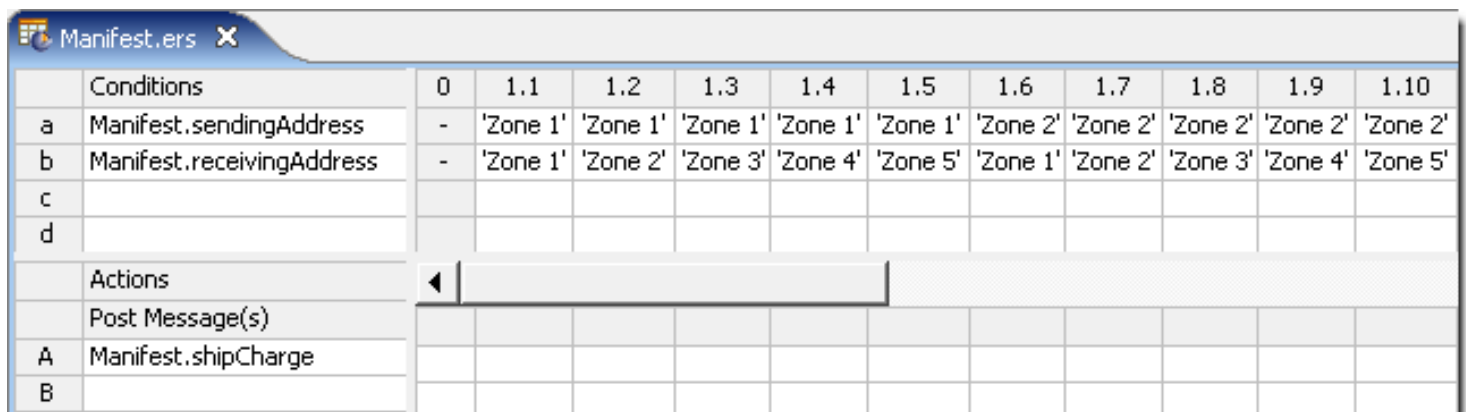 Manifest.ers
Conditions 0 1.1 1.2 1.3 1.4 1.5 1.6 1.7 1.8 1.9 1.10
a Manifest.sendingAddress - 'Zone 1' 'Zone 1' 'Zone 1' 'Zone 1' 'Zone 1' 'Zone 2' 'Zone 2' 'Zone 2' 'Zone 2' 'Zone 2'
b Manifest.receivingAddress - 'Zone 1' 'Zone 2' 'Zone 3' 'Zone 4' 'Zone 5' 'Zone 1' 'Zone 2' 'Zone 3' 'Zone 4' 'Zone 5'
c
d
Actions
Post Message(s)
A Manifest.shipCharge
B